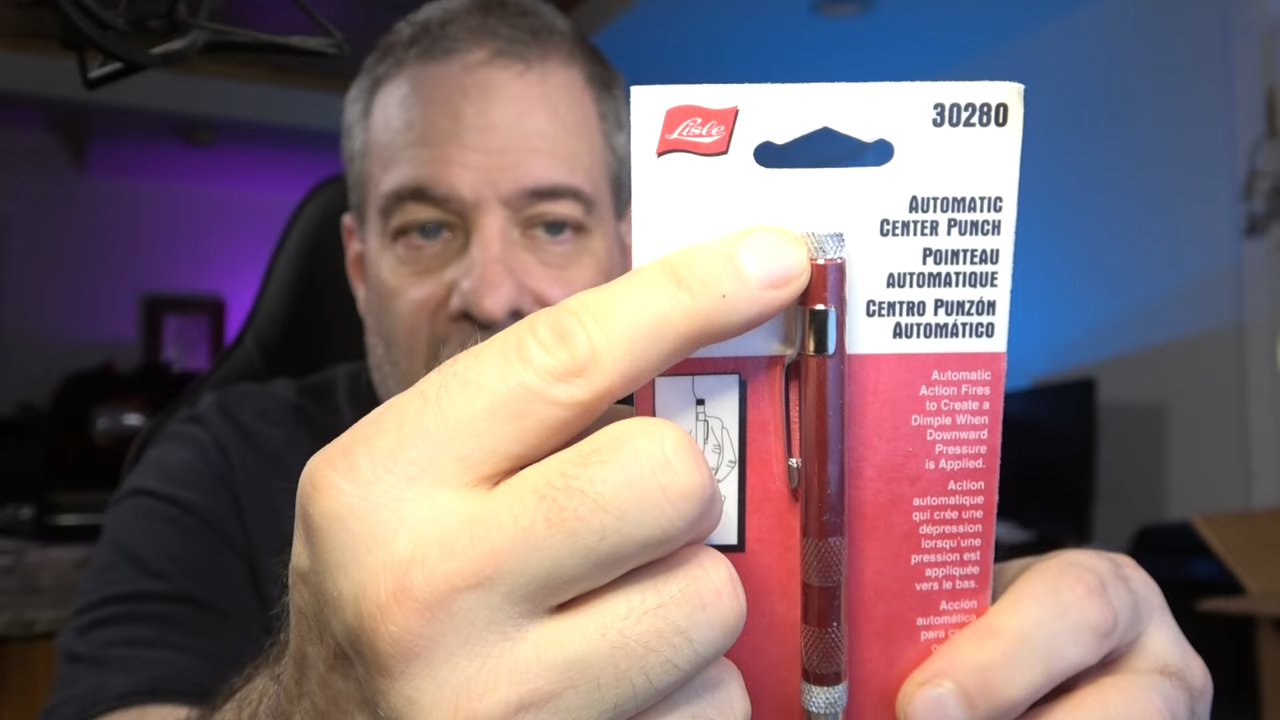 Lisle
30280
AUTOMATIC
CENTER PUNCH
POINTEAU
AUTOMATIQUE
CENTRO PUNZÓN
AUTOMÁTICO
Automatic
Action Fires
to Create a
Dimple When
Downward
Pressure
is Applied.
Action
automatique
qui crée une
dépression
lorsqu'une
pression est
appliquée
vers le bas.
Acción
automática
para